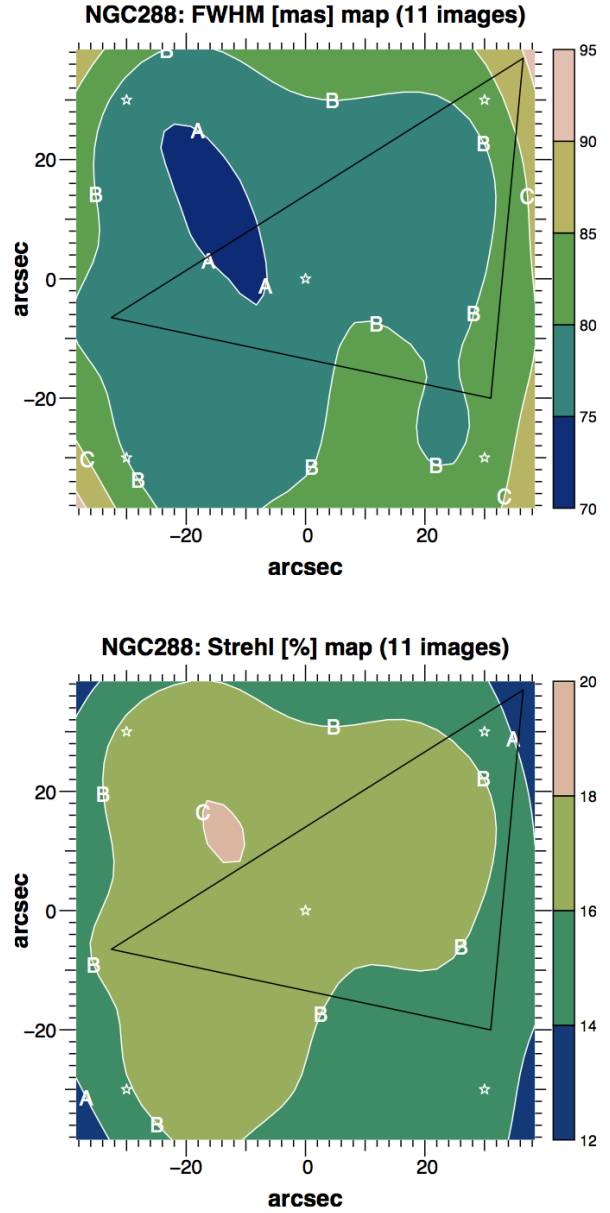 NGC288: FWHM [mas] map (11 images)
B
95
90
85
80
75
70
20
0
−20
arcsec
A
B
B
B
C
A
A
B
B
C
B
B
B
C
−20
0
20
arcsec
NGC288: Strehl [%] map (11 images)
20
18
16
14
12
20
0
−20
arcsec
B
A
B
B
C
B
B
B
A
B
−20
0
20
arcsec